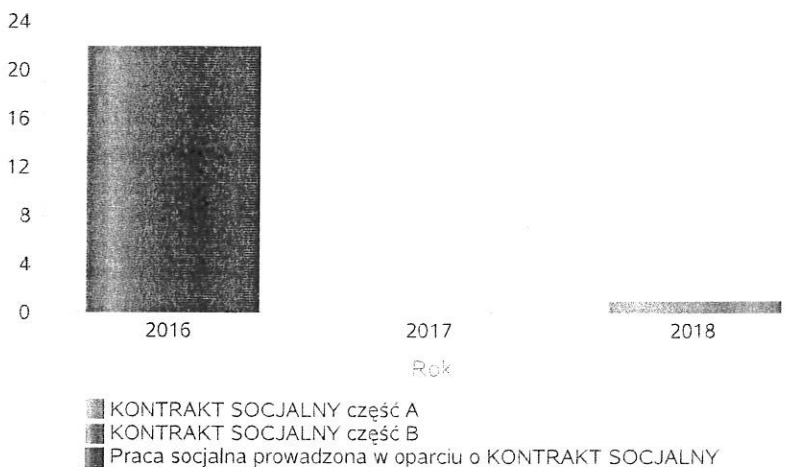 24
20
16
12
8
4
0
2016 2017 2018
Rok
KONTRAKT SOCJALNY część A
KONTRAKT SOCJALNY część B
Praca socjalna prowadzona w oparciu o KONTRAKT SOCJALNY